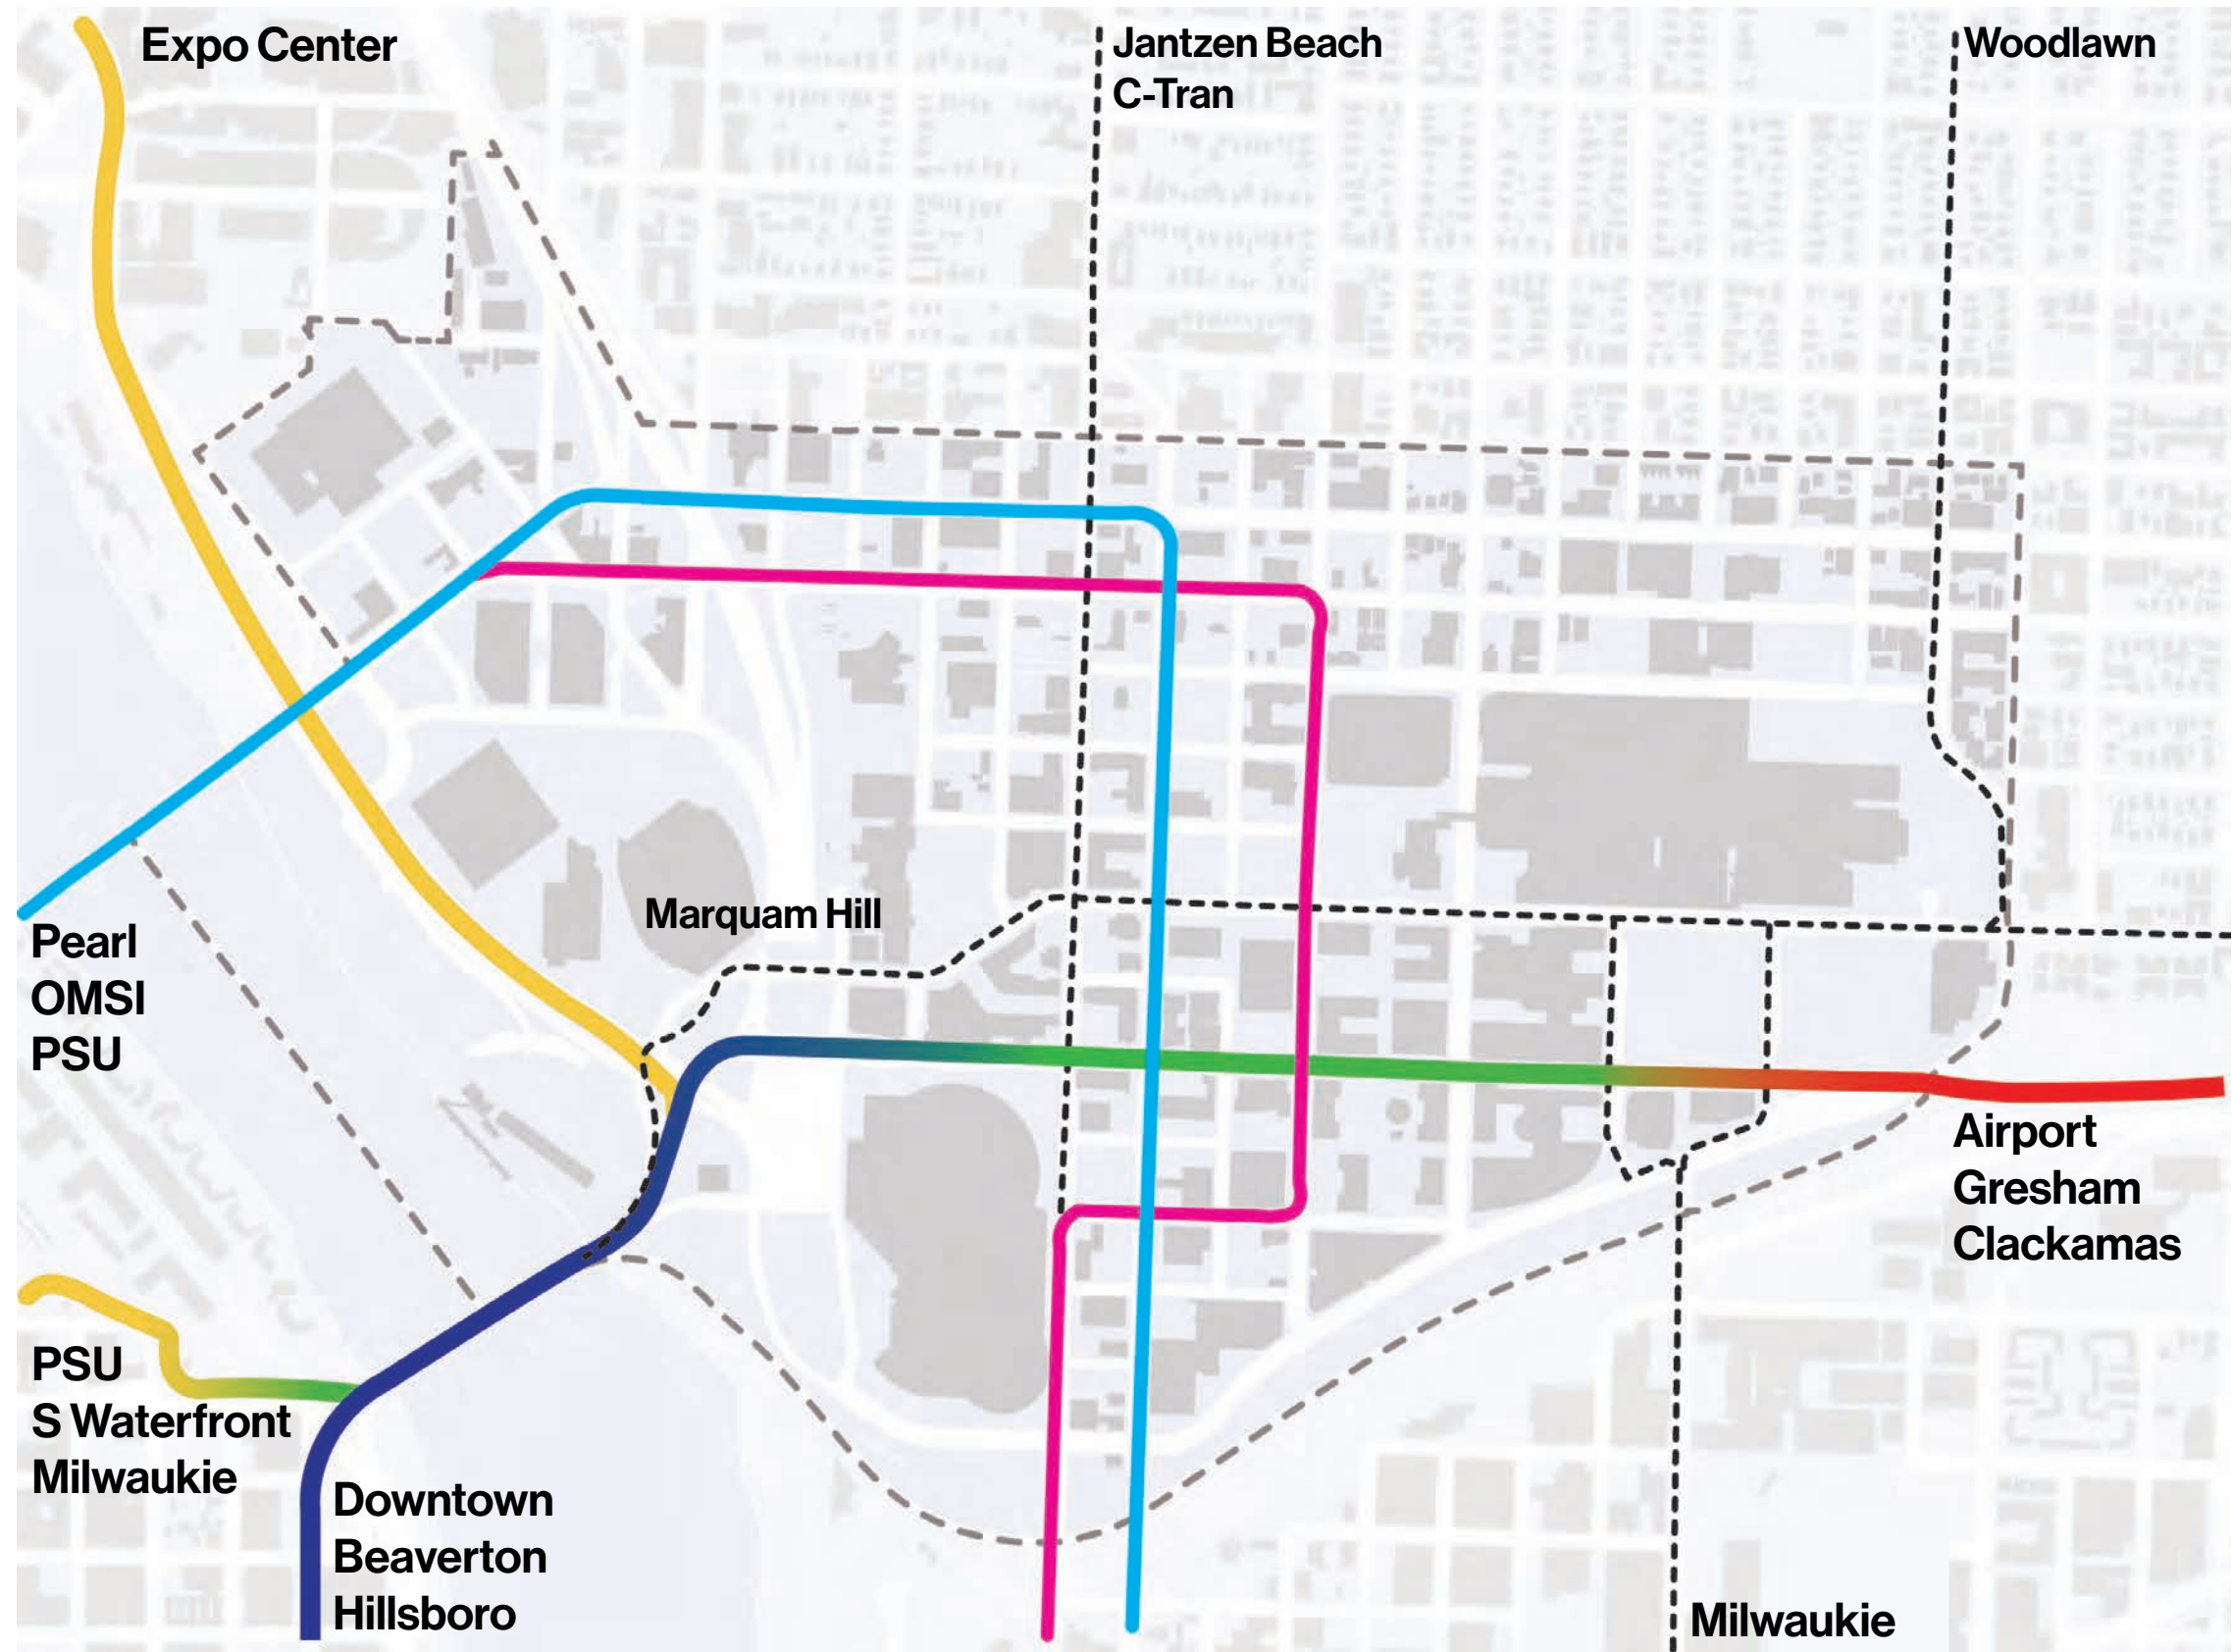 Expo Center
Jantzen Beach
C-Tran
Woodlawn
Marquam Hill
Pearl
OMSI
PSU
Airport
Gresham
Clackamas
PSU
S Waterfront
Milwaukie
Downtown
Beaverton
Hillsboro
Milwaukie